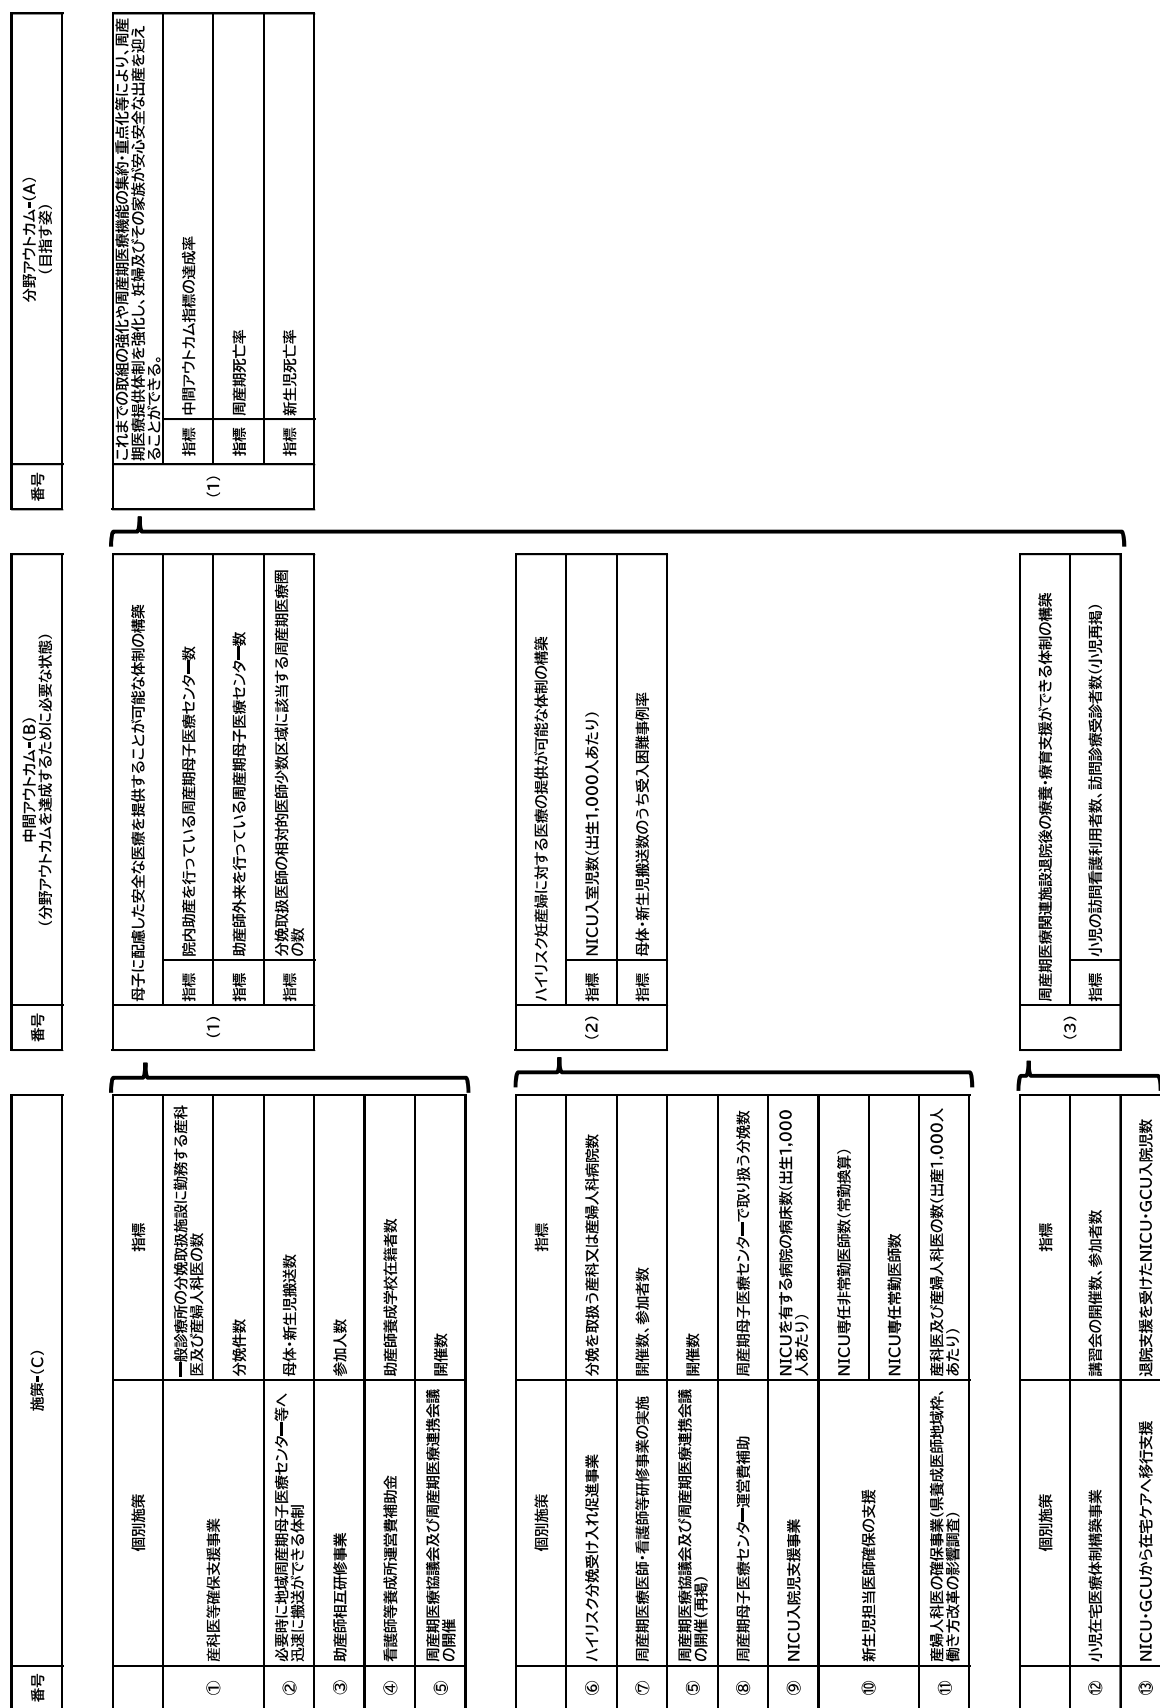 番号
施策-(C)
番号
中間アウトカム-(B)
(分野アウトカムを達成するために必要な状態)
番号
分野アウトカム-(A)
(目指す姿)
個別施策
指標
①
産科医等確保支援事業
一般診療所の分娩取扱施設に勤務する産科
医及び産婦人科医の数
分娩件数
②
必要時に地域周産期母子医療センター等へ
迅速に搬送ができる体制
母体・新生児搬送数
③
助産師相互研修事業
参加人数
④
看護師等養成所運営費補助金
助産師養成学校在籍者数
⑤
周産期医療協議会及び周産期医療連携会議
の開催
開催数
(1)
母子に配慮した安全な医療を提供することが可能な体制の構築
指標
院内助産を行っている周産期母子医療センター数
指標
助産師外来を行っている周産期母子医療センター数
指標
分娩取扱医師の相対的医師少数区域に該当する周産期医療圏
の数
(1)
これまでの取組の強化や周産期医療機能の集約・重点化等により、周産
期医療提供体制を強化し、妊婦及びその家族が安心安全な出産を迎え
ることができる。
指標
中間アウトカム指標の達成率
指標
周産期死亡率
指標
新生児死亡率
個別施策
指標
⑥
ハイリスク分娩受け入れ促進事業
分娩を取扱う産科又は産婦人科病院数
⑦
周産期医療医師・看護師等研修事業の実施
開催数、参加者数
⑤
周産期医療協議会及び周産期医療連携会議
の開催(再掲)
開催数
⑧
周産期母子医療センター運営費補助
周産期母子医療センターで取り扱う分娩数
⑨
NICU入院児支援事業
NICUを有する病院の病床数(出生1,000
人あたり)
⑩
新生児担当医師確保の支援
NICU専任非常勤医師数(常勤換算)
NICU専任常勤医師数
⑪
産婦人科医の確保事業(県養成医師地域枠、
働き方改革の影響調査)
産科医及び産婦人科医の数(出産1,000人
あたり)
(2)
ハイリスク妊産婦に対する医療の提供が可能な体制の構築
指標
NICU入室児数(出生1,000人あたり)
指標
母体・新生児搬送数のうち受入困難事例率
個別施策
指標
⑫
小児在宅医療体制構築事業
講習会の開催数、参加者数
⑬
NICU・GCUから在宅ケアへ移行支援
退院支援を受けたNICU・GCU入院児数
(3)
周産期医療関連施設退院後の療養・療育支援ができる体制の構築
指標
小児の訪問看護利用者数、訪問診療受診者数(小児再掲)